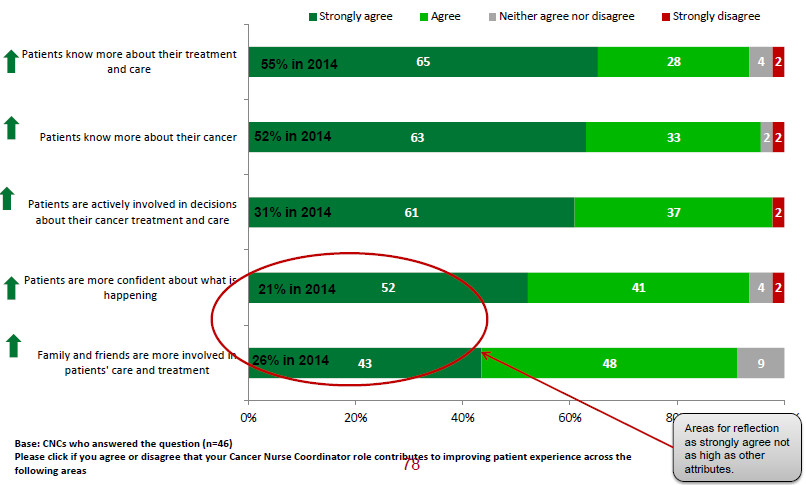 Strongly agree Agree Neither agree nor disagree Strongly disagree
Patients know more about their treatment
and care
55% in 2014 65 28 4 2
Patients know more about their cancer
52% in 2014 63 33 2 2
Patients are actively involved in decisions
about their cancer treatment and care
31% in 2014 61 37 2
Patients are more confident about what is
happening
21% in 2014 52 41 4 2
Family and friends are more involved in
patients' care and treatment
26% in 2014 43 48 9
0% 20% 40% 60%
Areas for reflection
as strongly agree not
as high as other
attributes.
Base: CNCs who answered the question (n=46)
Please click if you agree or disagree that your Cancer Nurse Coordinator role contributes to improving patient experience across the
following areas
78